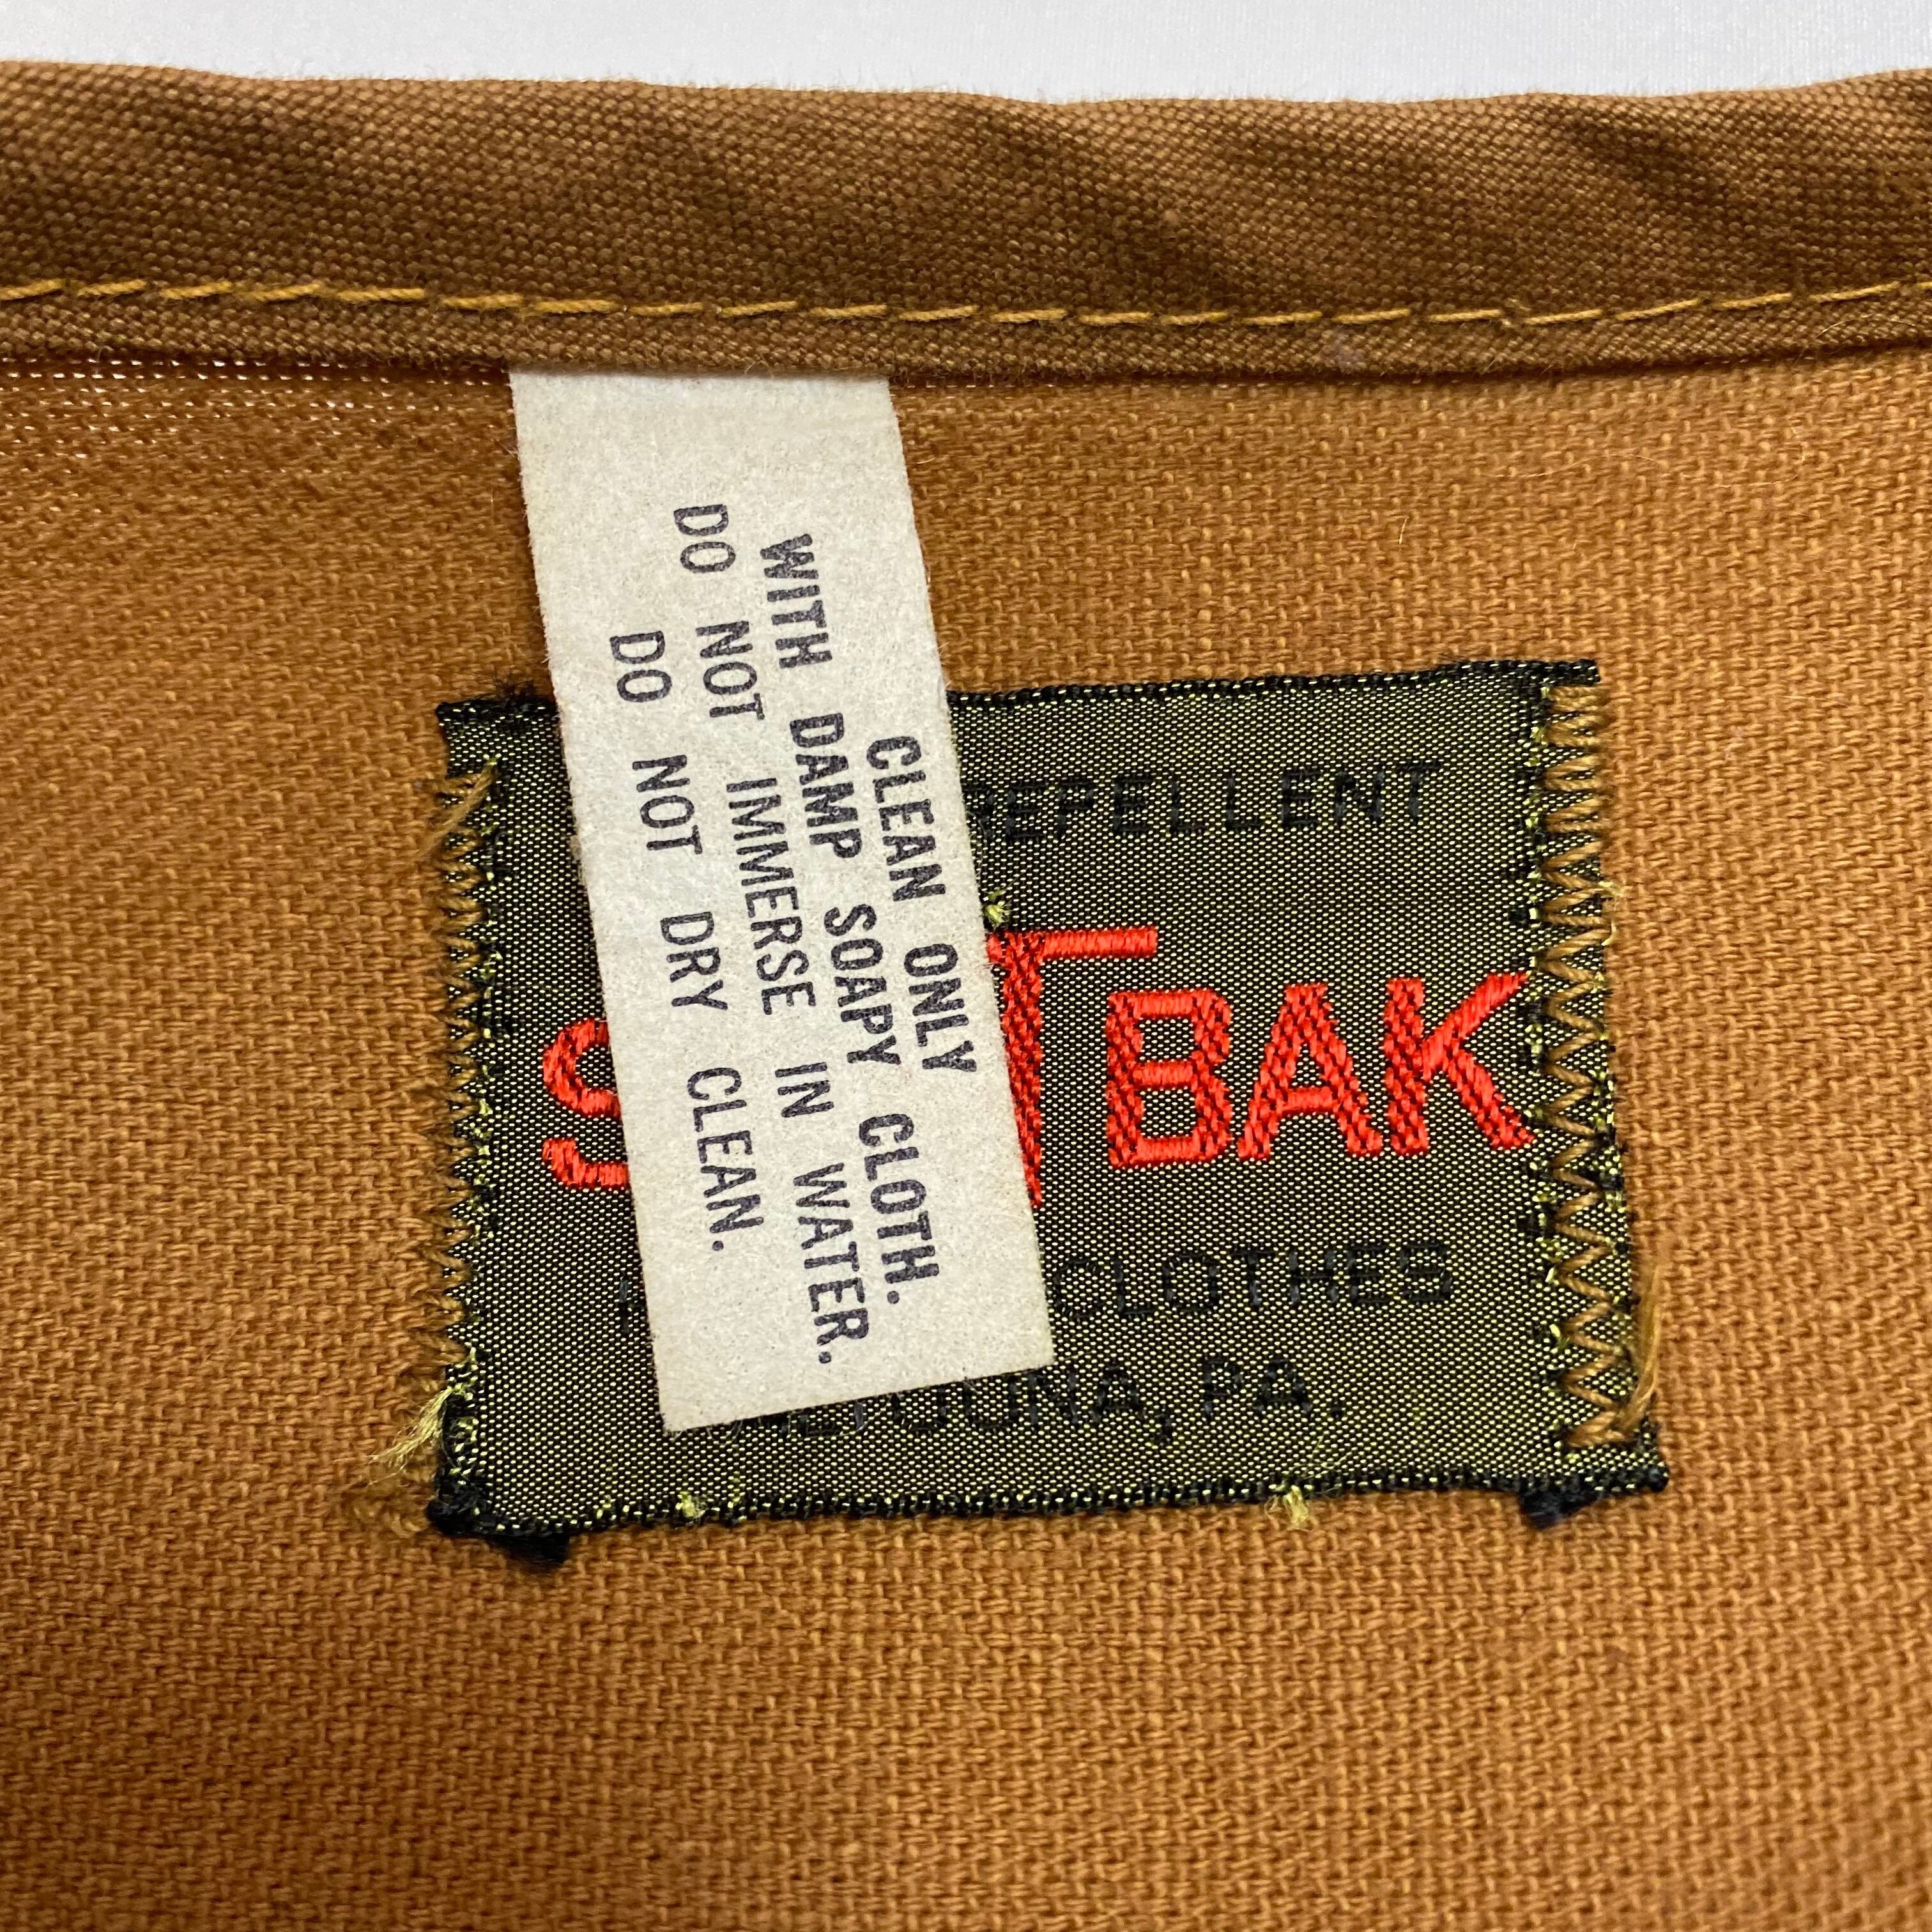 CLEAN ONLY
WITH DAMP SOAPY CLOTH.
DO NOT IMMERSE IN WATER.
DO NOT DRY CLEAN.
REPELLENT
BAK
CLOTHES
PA.